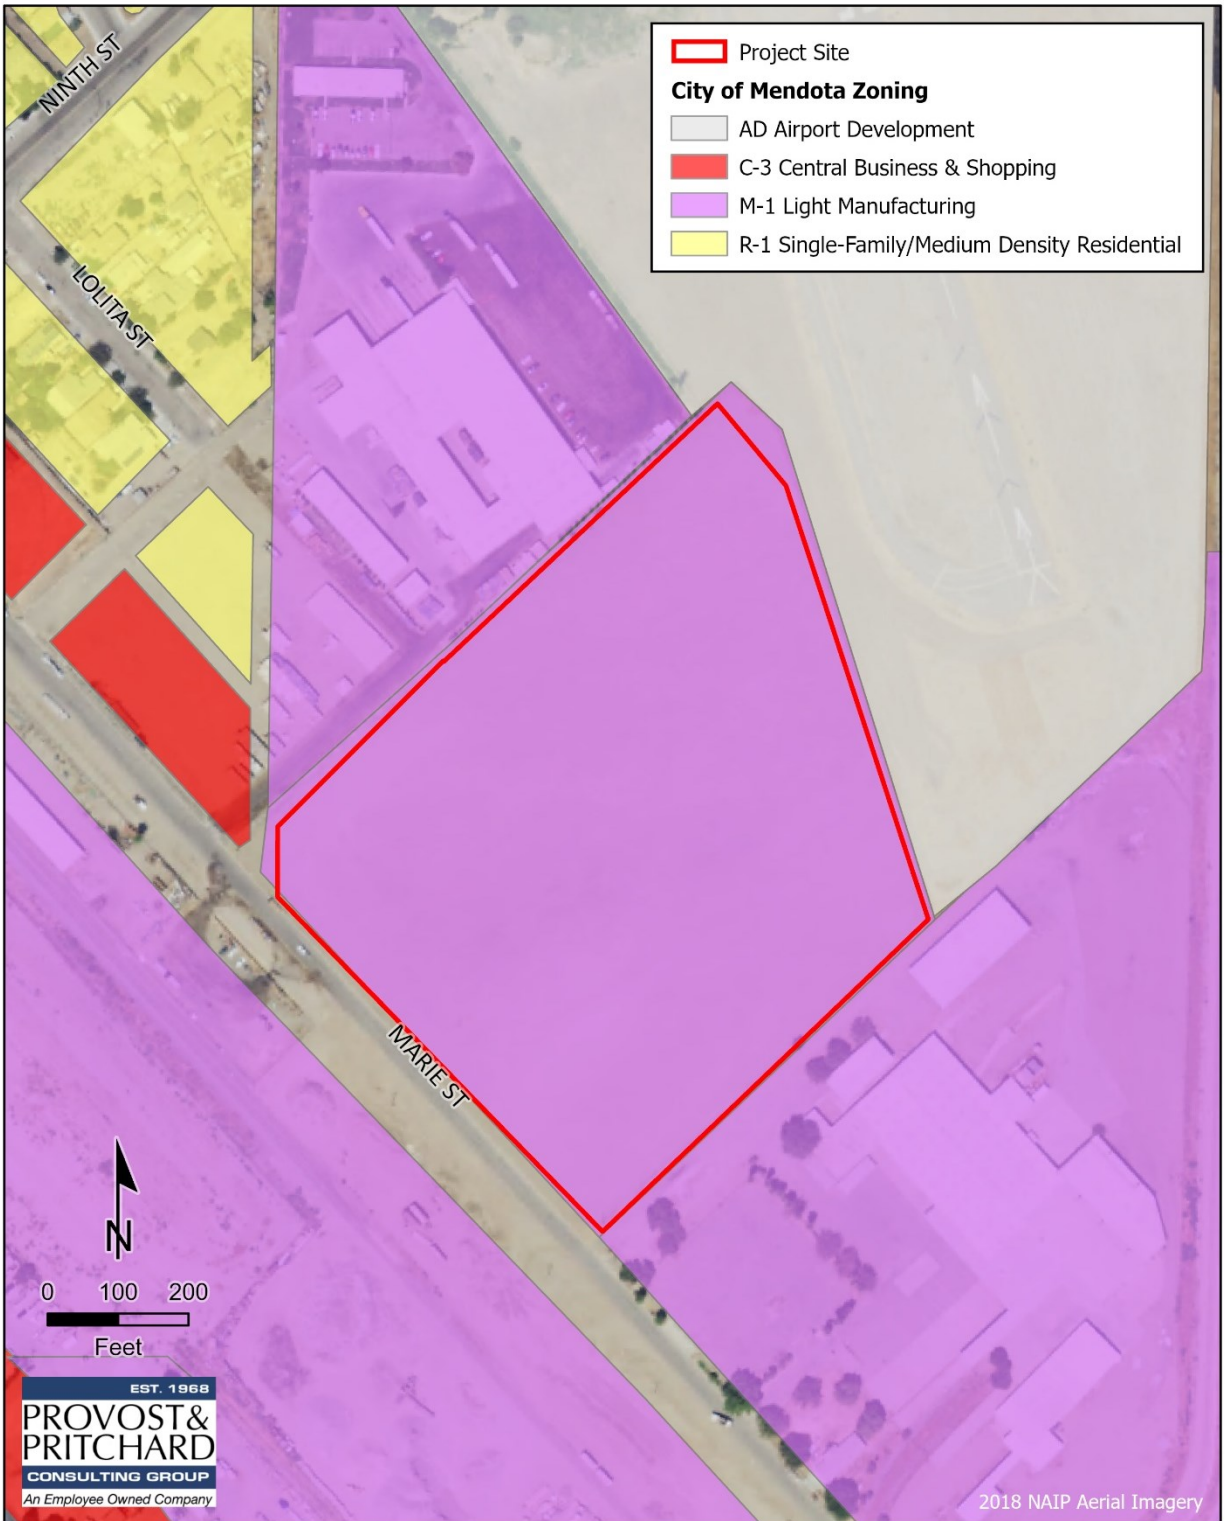 NINTH ST
LOLITA ST
MARIE ST
Project Site
City of Mendota Zoning
AD Airport Development
C-3 Central Business & Shopping
M-1 Light Manufacturing
R-1 Single-Family/Medium Density Residential
N
0 100 200
Feet
EST. 1968
PROVOST&
PRITCHARD
CONSULTING GROUP
An Employee Owned Company
2018 NAIP Aerial Imagery